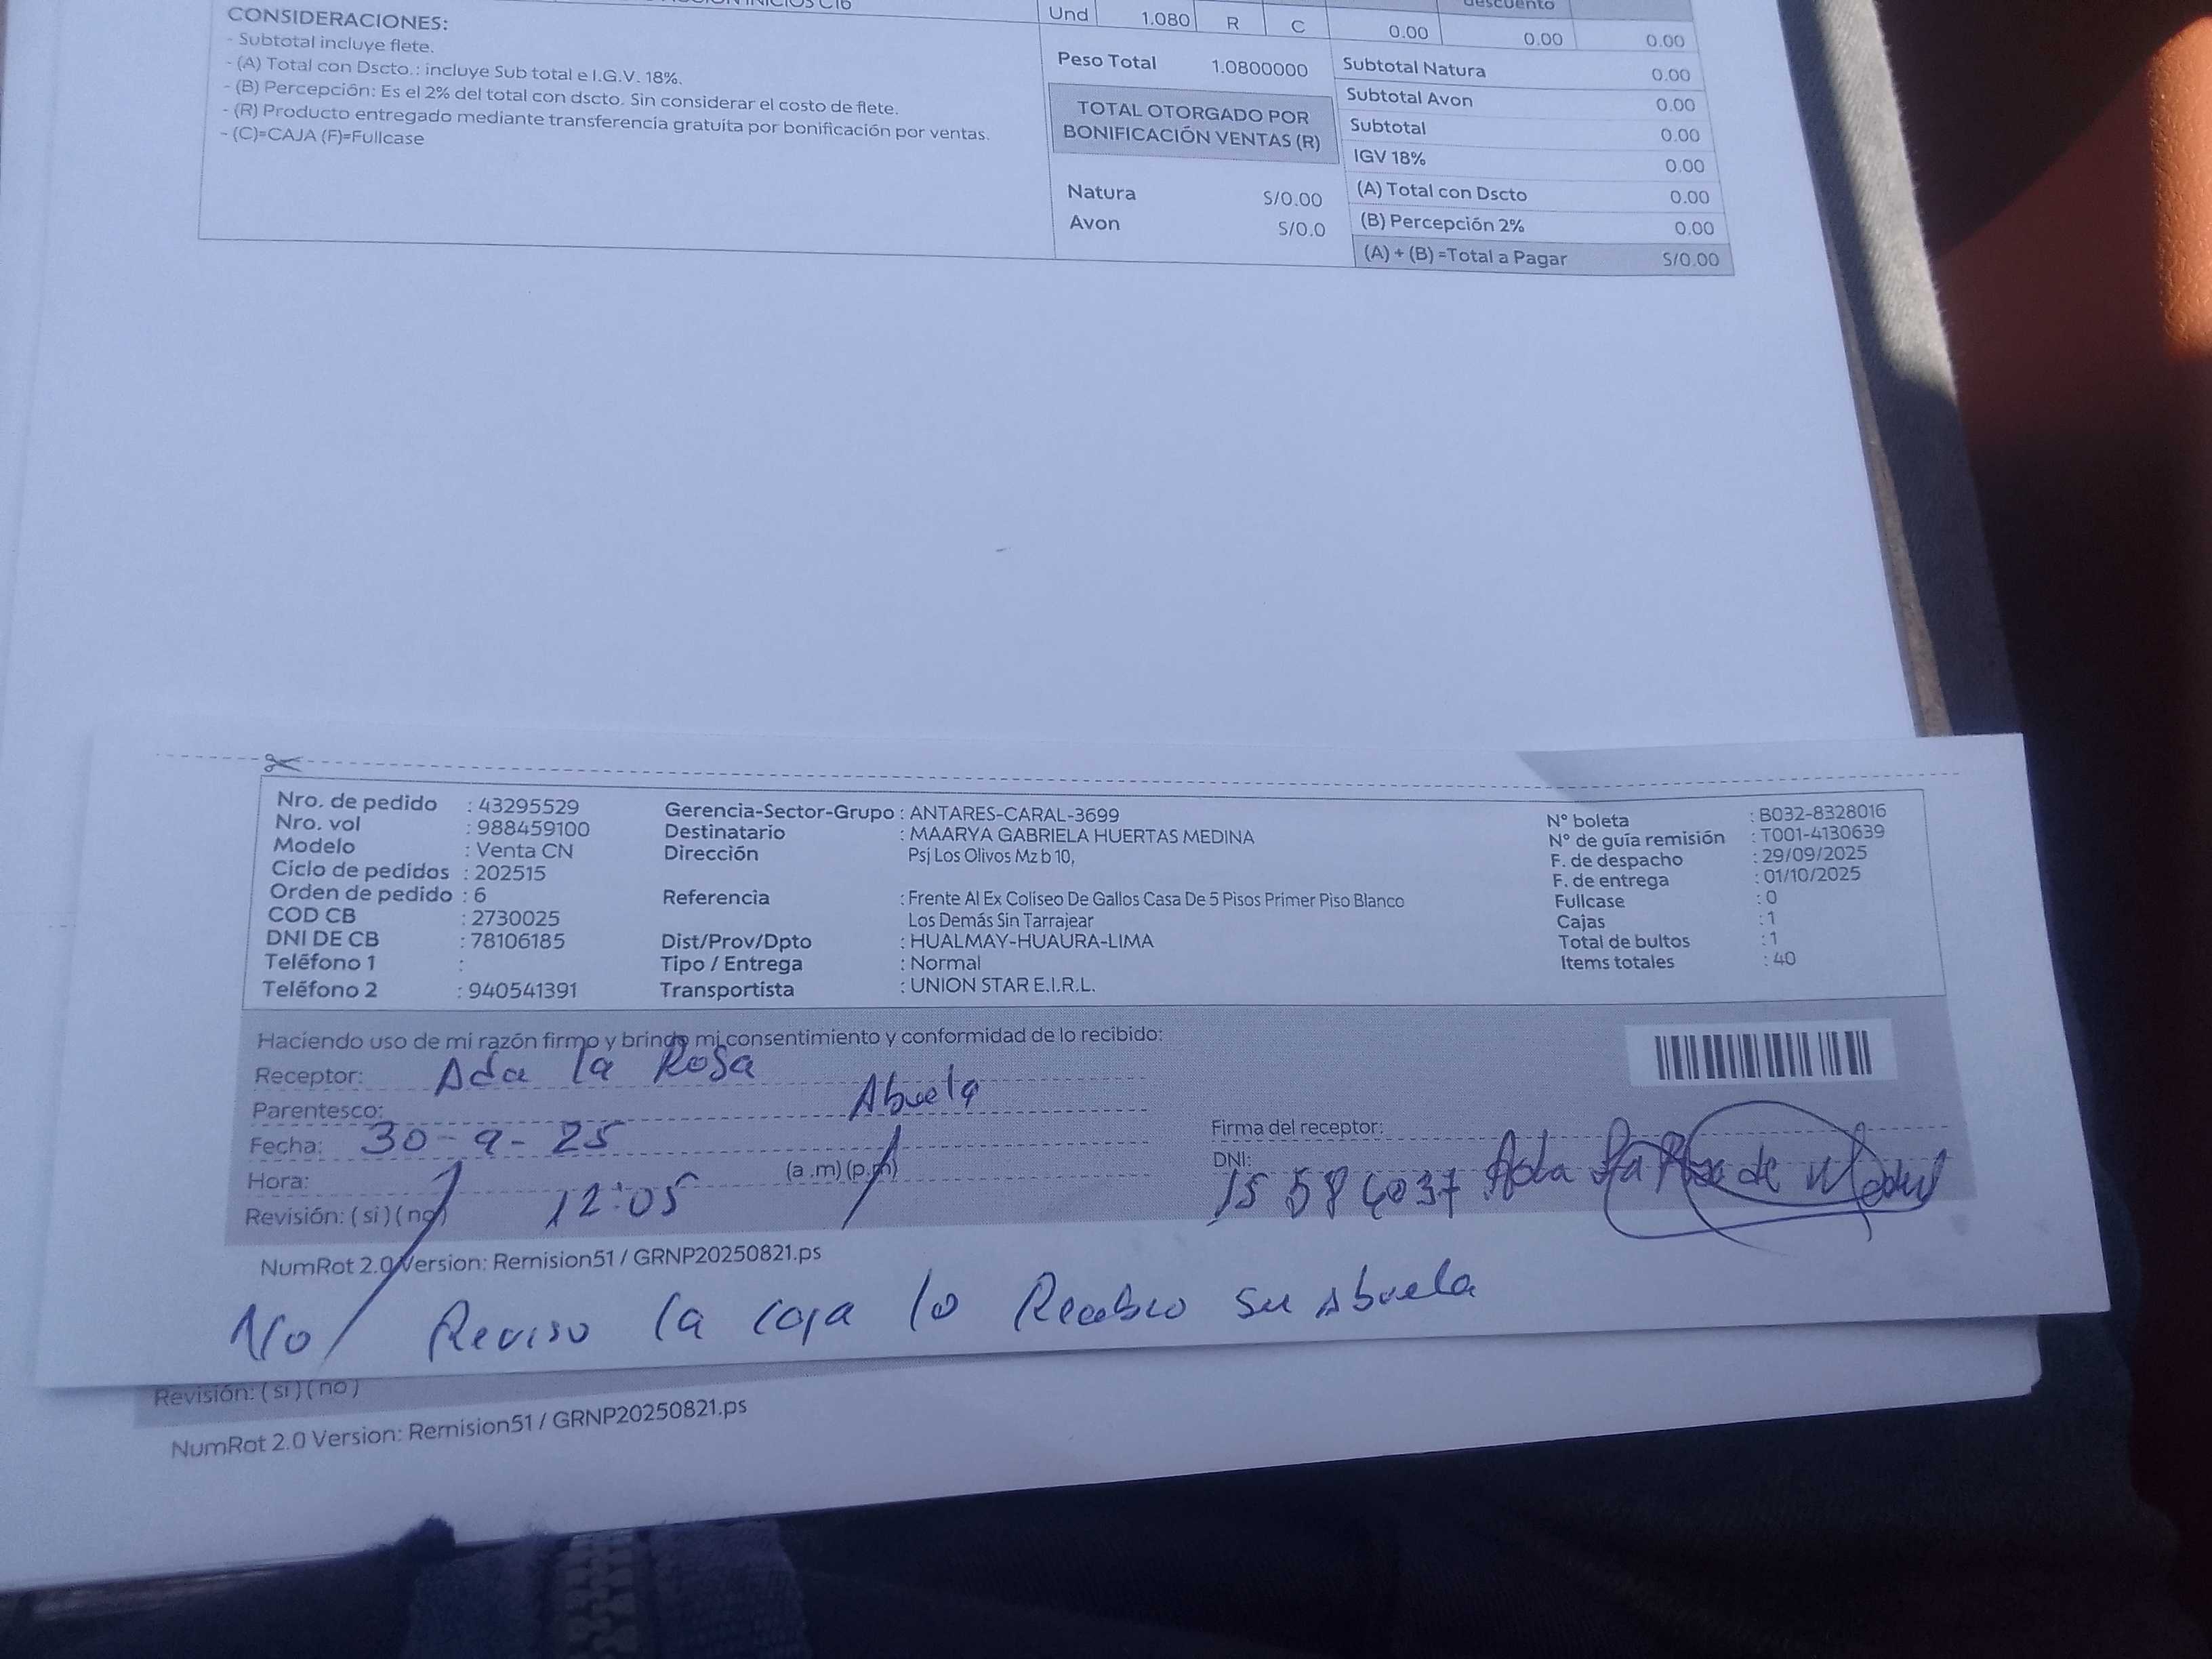 CONSIDERACIONES:
- Subtotal incluye flete.
- (A) Total con Dscto.: incluye Sub total e I.G.V. 18%.
- (B) Percepción: Es el 2% del total con dscto. Sin considerar el costo de flete.
- (R) Producto entregado mediante transferencia gratuita por bonificación por ventas.
- (C)=CAJA (F)=Fullcase
descuento
Und 1.080 R C 0.00 0.00 0.00
Peso Total 1.0800000
TOTAL OTORGADO POR
BONIFICACIÓN VENTAS (R)
Natura S/0.00
Avon S/0.0
Subtotal Natura 0.00
Subtotal Avon 0.00
Subtotal 0.00
IGV 18% 0.00
(A) Total con Dscto 0.00
(B) Percepción 2% 0.00
(A) + (B) =Total a Pagar S/0.00
Nro. de pedido : 43295529
Nro. vol : 988459100
Modelo : Venta CN
Ciclo de pedidos : 202515
Orden de pedido : 6
COD CB : 2730025
DNI DE CB : 78106185
Teléfono 1 :
Teléfono 2 : 940541391
Gerencia-Sector-Grupo : ANTARES-CARAL-3699
Destinatario : MAARYA GABRIELA HUERTAS MEDINA
Dirección Psj Los Olivos Mz b 10,
Referencia : Frente Al Ex Coliseo De Gallos Casa De 5 Pisos Primer Piso Blanco
Los Demás Sin Tarrajear
Dist/Prov/Dpto : HUALMAY-HUAURA-LIMA
Tipo / Entrega : Normal
Transportista : UNION STAR E.I.R.L.
N° boleta : B032-8328016
N° de guía remisión : T001-4130639
F. de despacho : 29/09/2025
F. de entrega : 01/10/2025
Fullcase : 0
Cajas : 1
Total de bultos : 1
Items totales : 40
Haciendo uso de mi razón firmo y brindo mi consentimiento y conformidad de lo recibido:
Receptor: Ada la Rosa
Parentesco: Abuela
Fecha: 30-9-25
Hora: 12:05 (a.m) (p.m)
Revisión: (si) (no)
Firma del receptor:
DNI: Ada la
NumRot 2.0 Version: Remision51 / GRNP20250821.ps
No/ Reviso la caja lo Recebio su Abuela
Revisión: (si) (no)
NumRot 2.0 Version: Remision51 / GRNP20250821.ps